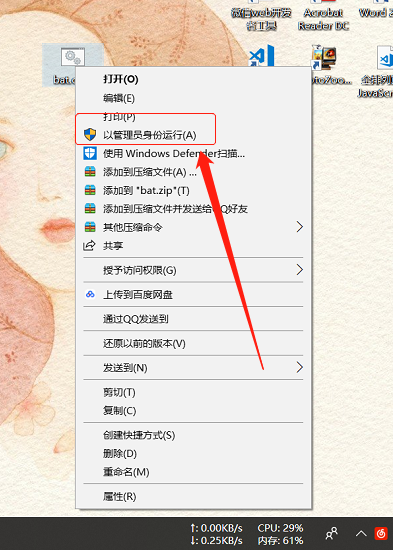 微信web开发
者工具
Acrobat
Reader DC
Word 2
bat.
打开(O)
编辑(E)
打印(P)
以管理员身份运行(A)
使用 Windows Defender扫描...
添加到压缩文件(A) ...
添加到 "bat.zip"(T)
添加到压缩文件并发送给QQ好友
其他压缩命令
共享
授予访问权限(G)
上传到百度网盘
通过QQ发送到
还原以前的版本(V)
发送到(N)
剪切(T)
复制(C)
创建快捷方式(S)
删除(D)
重命名(M)
属性(R)
otoZoo...
JavaScrip
↑: 0.00KB/s
CPU: 29%
↓: 0.25KB/s
内存: 61%